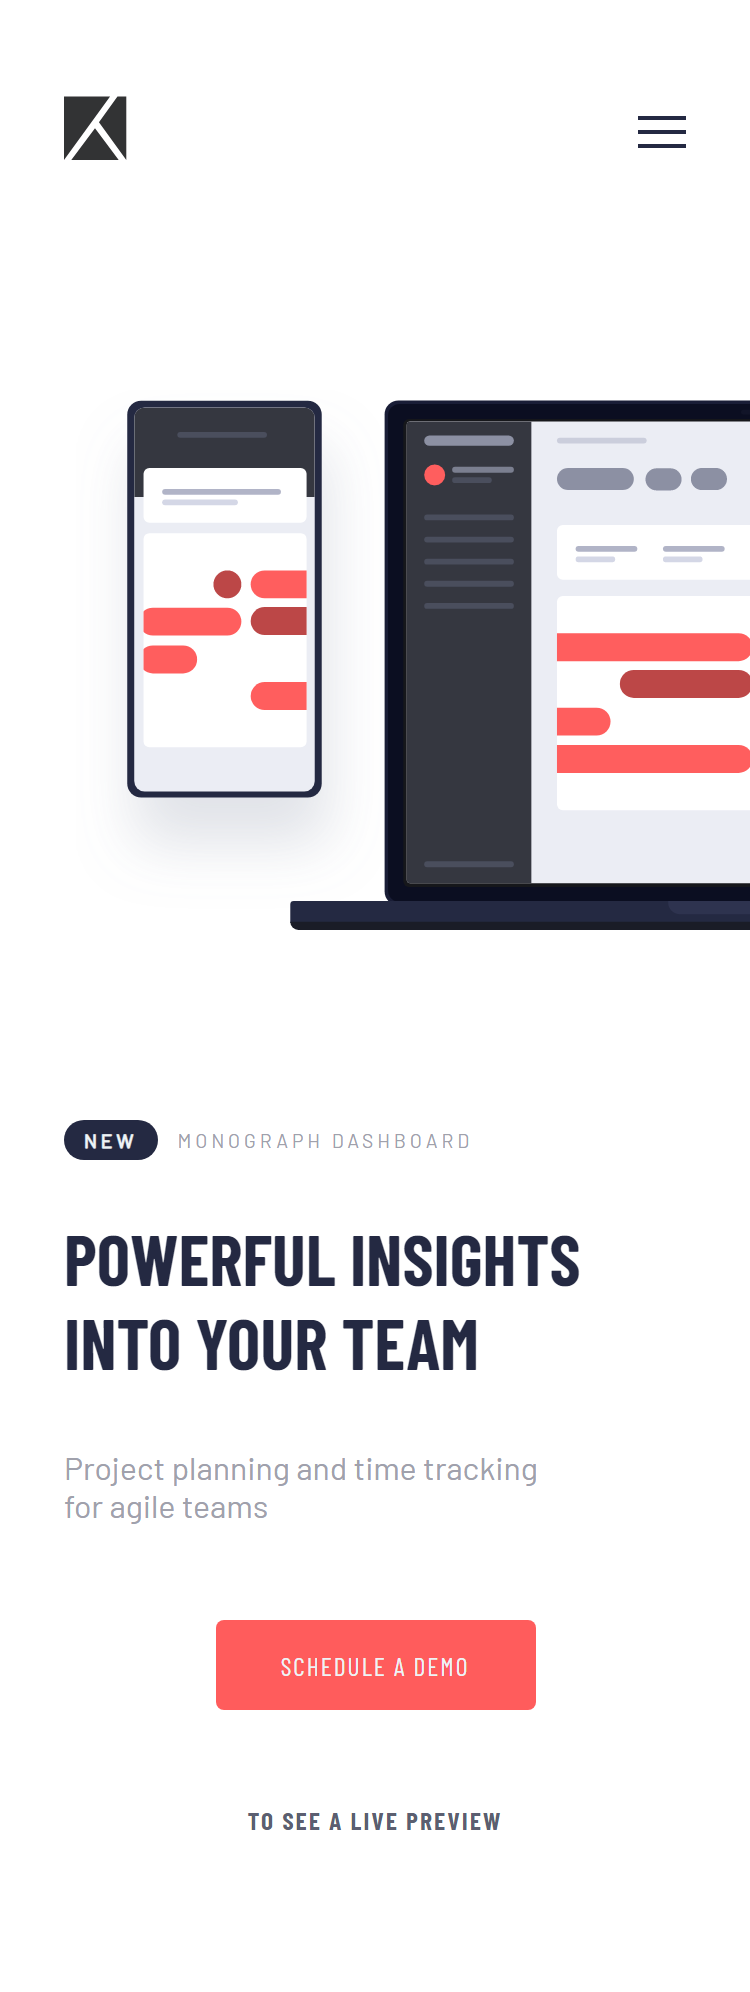 NEW MONOGRAPH DASHBOARD
POWERFUL INSIGHTS
INTO YOUR TEAM
Project planning and time tracking
for agile teams
SCHEDULE A DEMO
TO SEE A LIVE PREVIEW